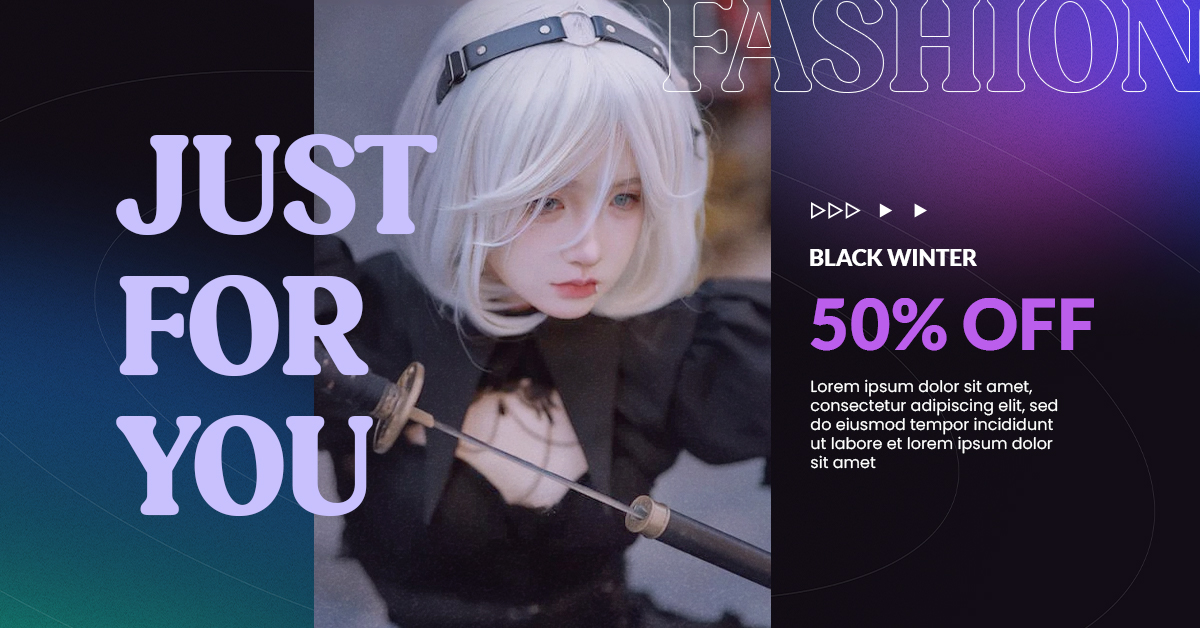 FASHION
JUST
FOR
YOU
BLACK WINTER
50% OFF
Lorem ipsum dolor sit amet,
consectetur adipiscing elit, sed
do eiusmod tempor incididunt
ut labore et lorem ipsum dolor
sit amet